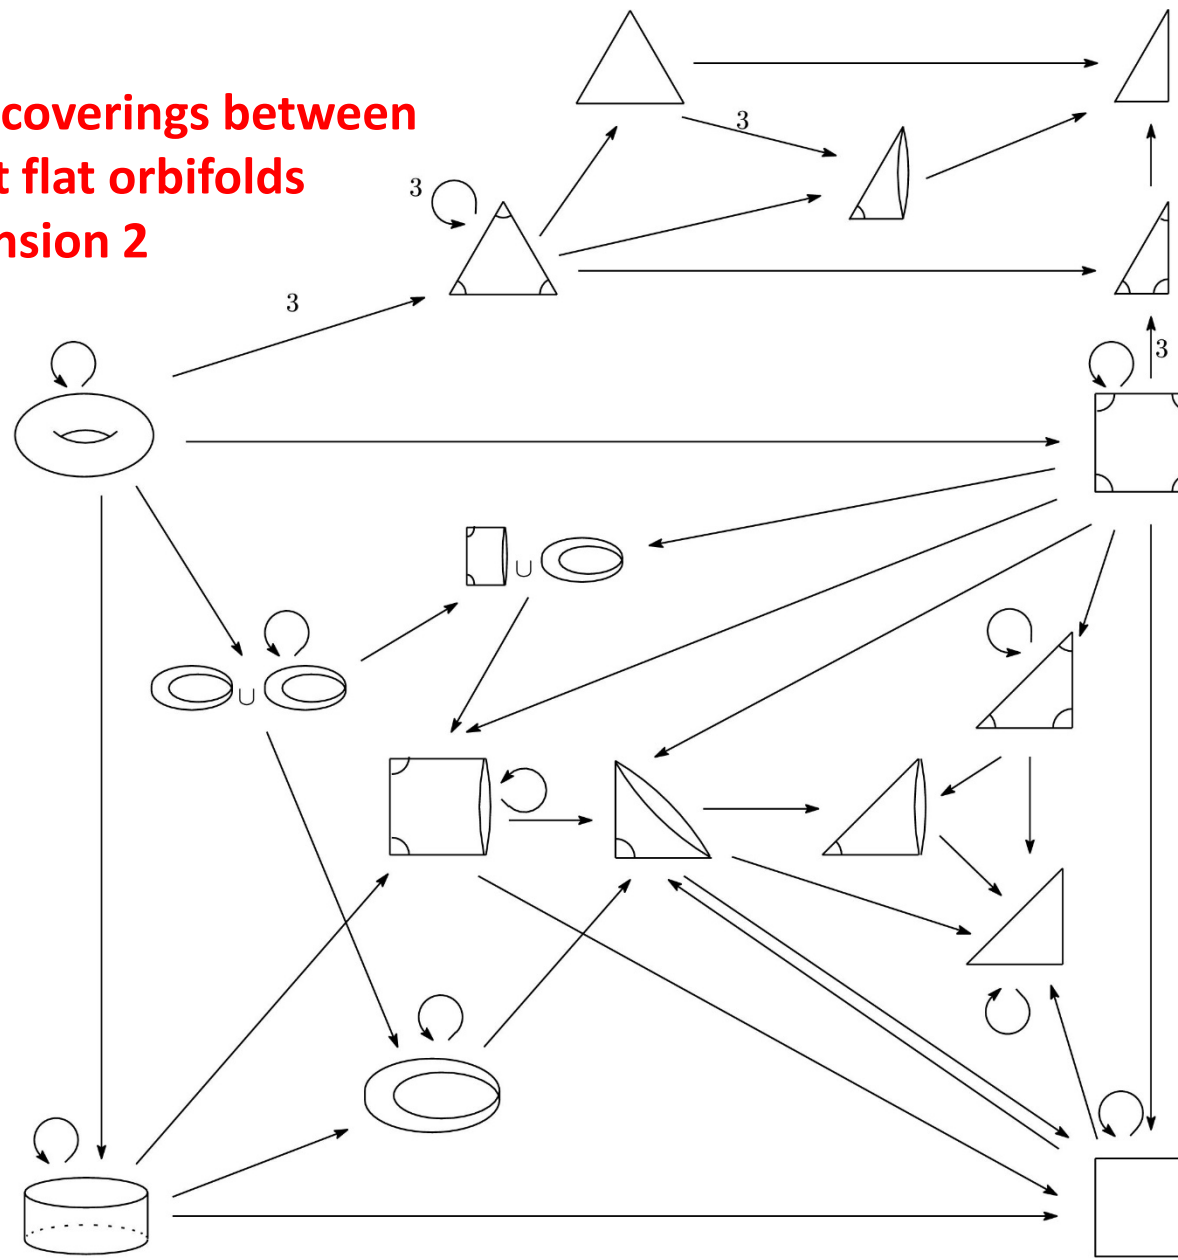 coverings between
t flat orbifolds
nsion 2
3
3
3
3
∪
∪